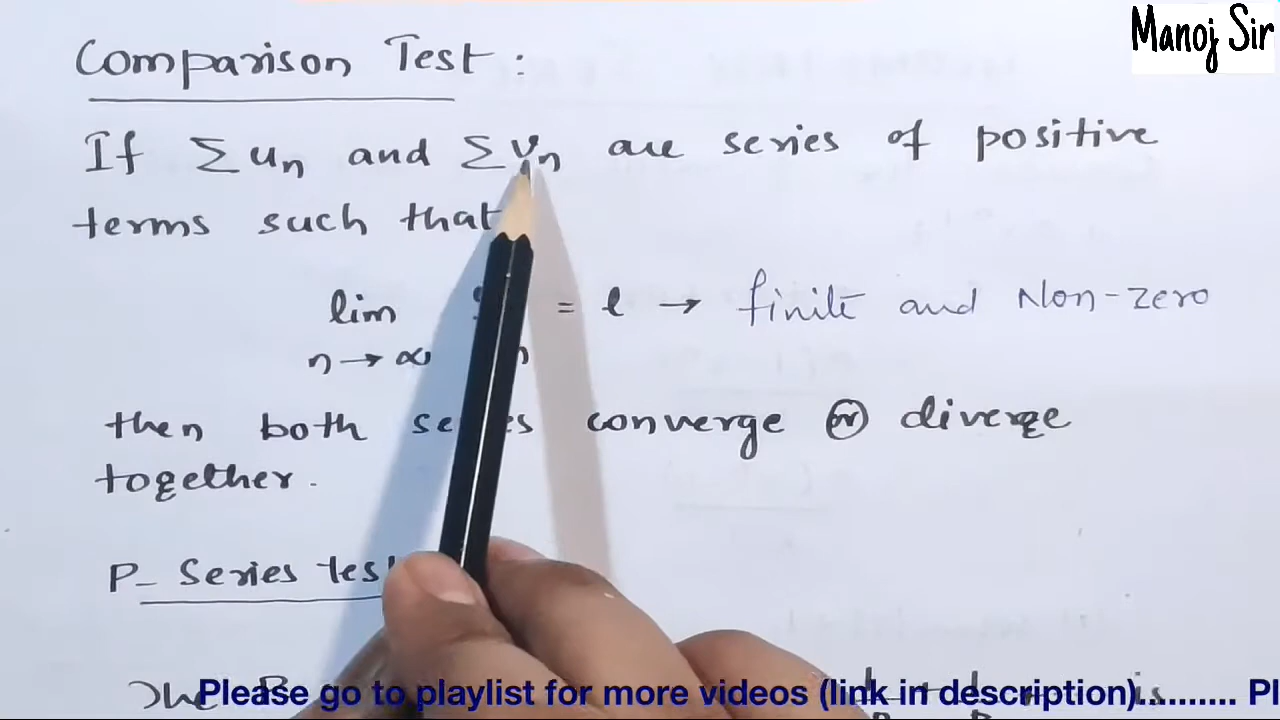 Manoj Sir
Comparison Test:
If Σun and Σvn are series of positive
terms such that
lim = l → finite and Non-zero
n → ∞ n
then both converge or diverge
together.
P- Series test
Please go to playlist for more videos (link in description).......... Pl
is